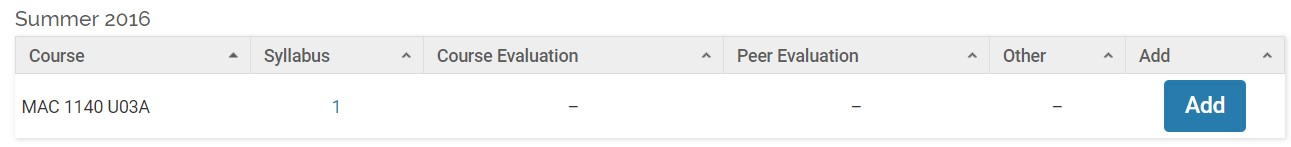 Summer 2016
Course Syllabus Course Evaluation Peer Evaluation Other Add
MAC 1140 U03A 1 – – – Add